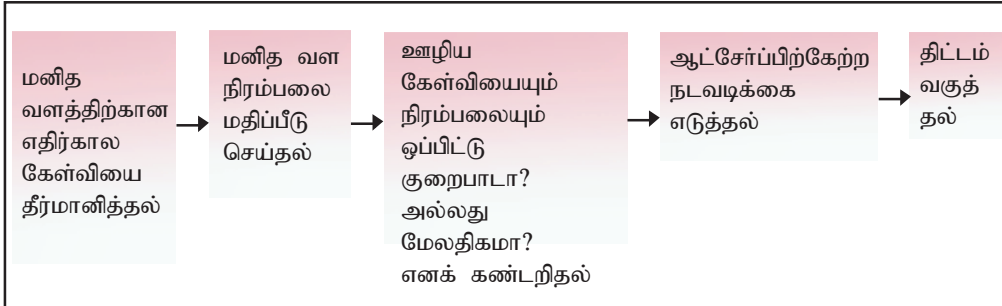 மனித
வளத்திற்கான
எதிர்கால
கேள்வியை
தீர்மானித்தல்
மனித வள
நிரம்பலை
மதிப்பீடு
செய்தல்
ஊழிய
கேள்வியையும்
நிரம்பலையும்
ஒப்பிட்டு
குறைபாடா?
அல்லது
மேலதிகமா?
எனக் கண்டறிதல்
ஆட்சேர்ப்பிற்கேற்ற
நடவடிக்கை
எடுத்தல்
திட்டம்
வகுத்
தல்